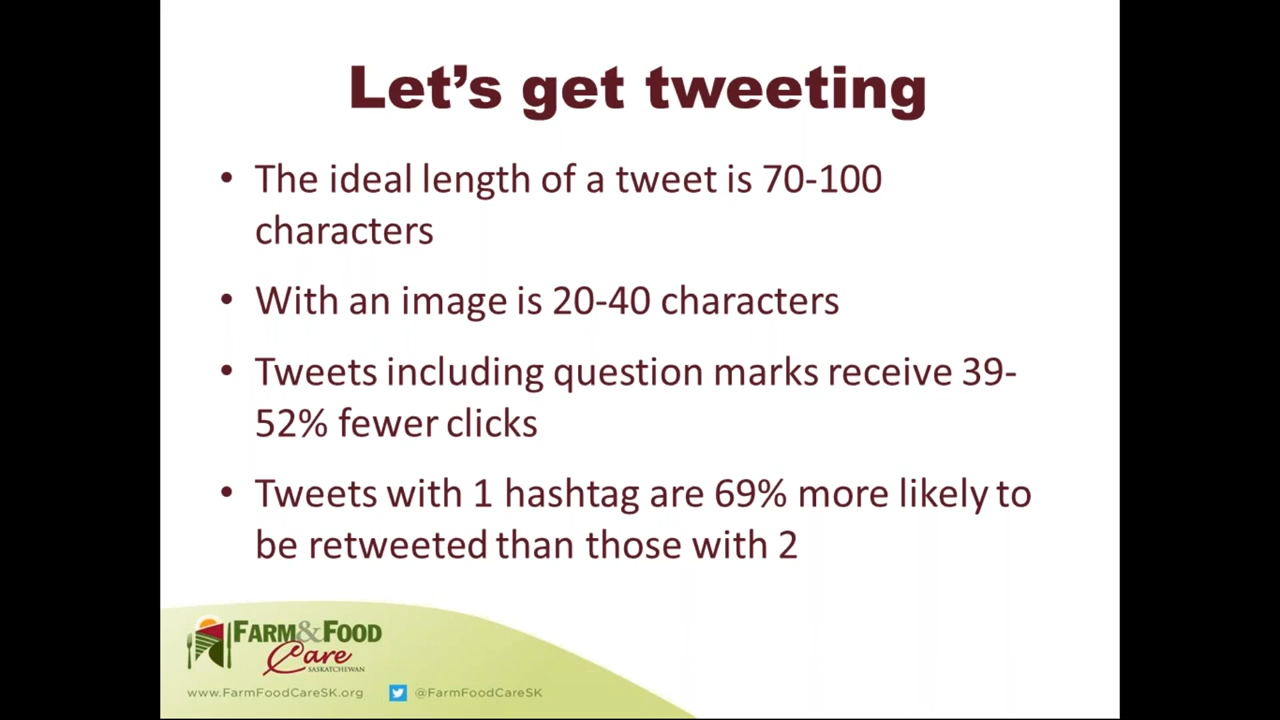 Let's get tweeting
• The ideal length of a tweet is 70-100
characters
• With an image is 20-40 characters
• Tweets including question marks receive 39-
52% fewer clicks
• Tweets with 1 hashtag are 69% more likely to
be retweeted than those with 2
FARM&FOOD
Care
SASKATCHEWAN
www.FarmFoodCareSK.org @FarmFoodCareSK